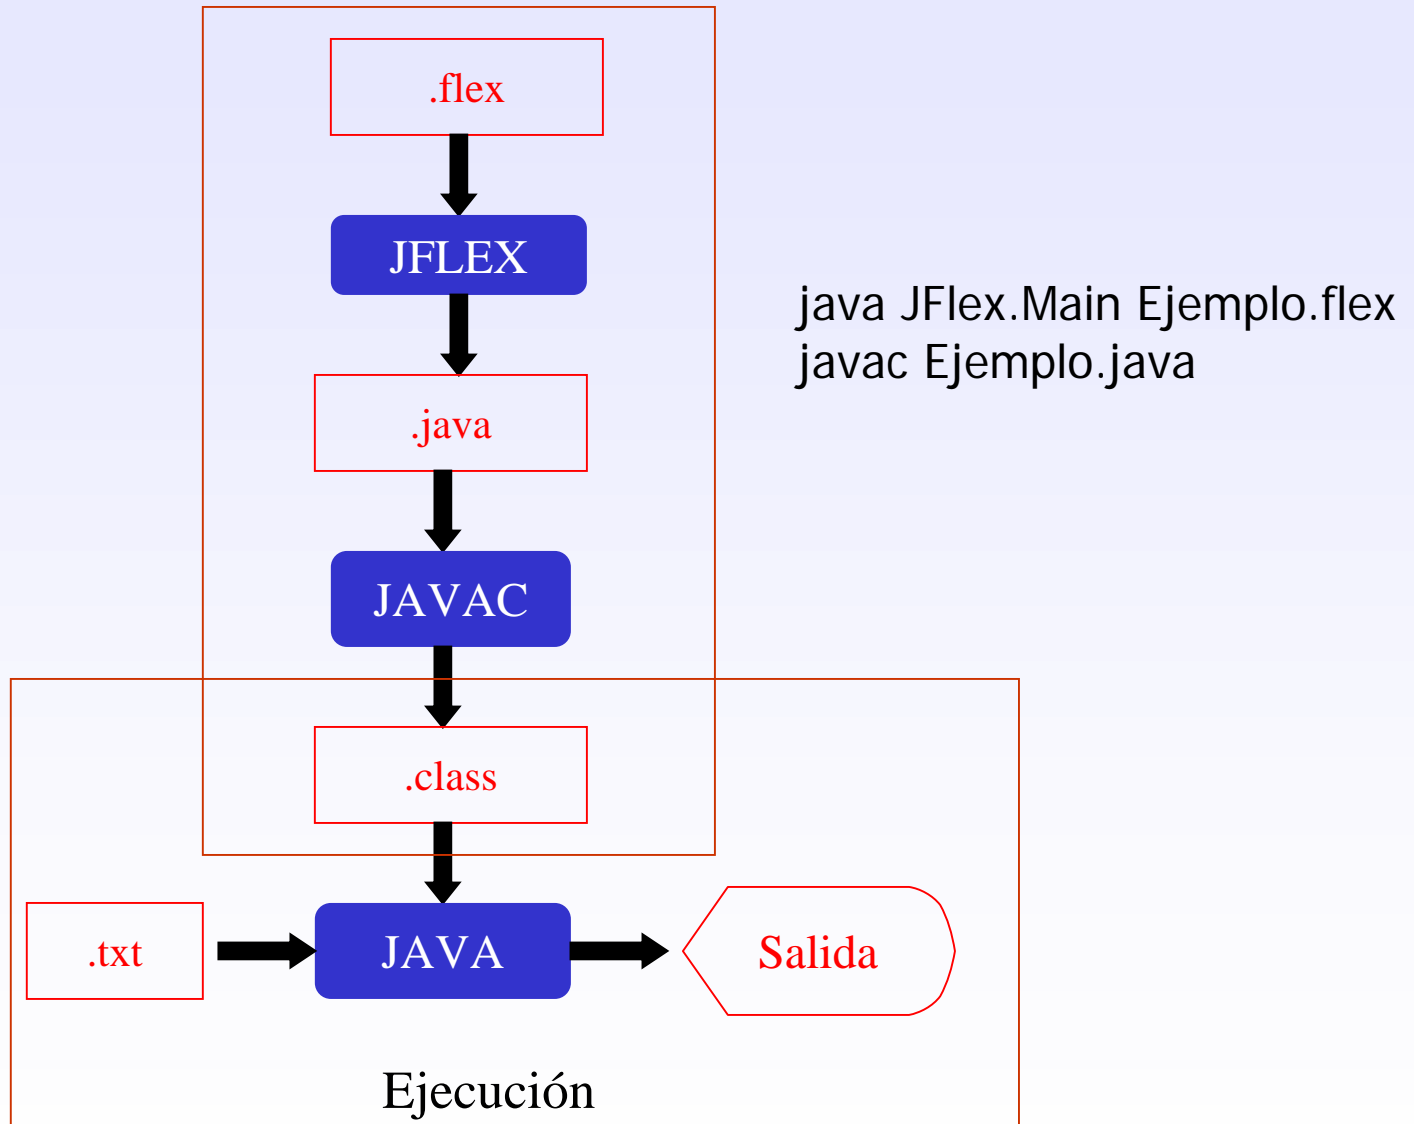 .flex
JFLEX
java JFlex.Main Ejemplo.flex
javac Ejemplo.java
.java
JAVAC
.class
.txt
JAVA
Salida
Ejecución